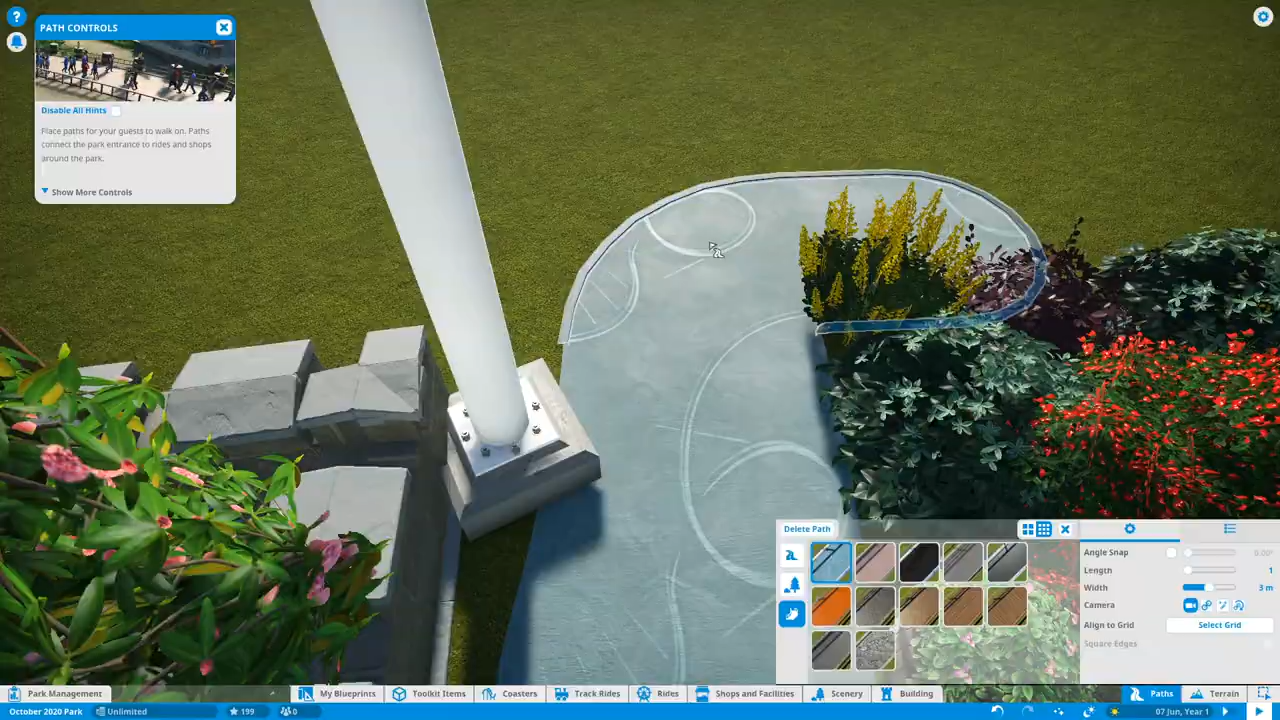 ?
PATH CONTROLS
Disable All Hints
Place paths for your guests to walk on. Paths
connect the park entrance to rides and shops
around the park.
Show More Controls
Delete Path
Angle Snap 0.00°
Length 1
Width 3 m
Camera
Align to Grid Select Grid
Square Edges
Park Management My Blueprints Toolkit Items Coasters Track Rides Rides Shops and Facilities Scenery Building Paths Terrain
October 2020 Park Unlimited 199 0 07 Jun, Year 1